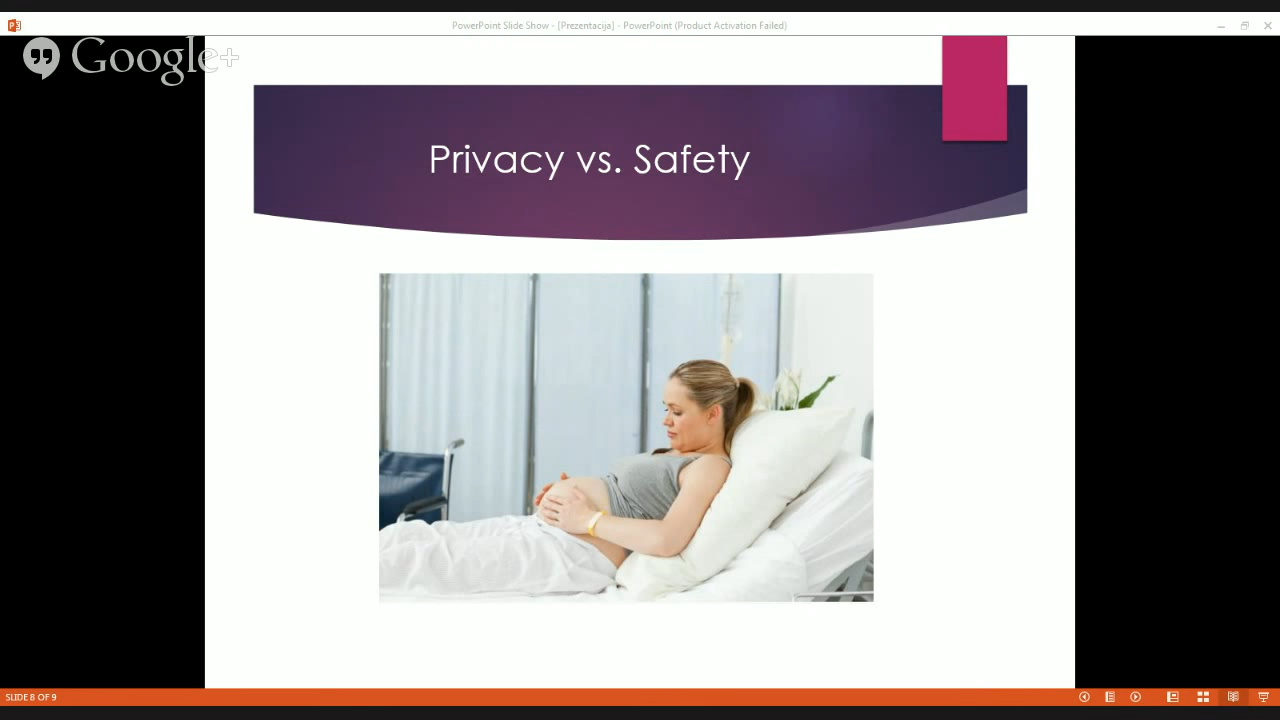 PowerPoint Slide Show - [Prezentacija] - PowerPoint (Product Activation Failed)
Google+
Privacy vs. Safety
SLIDE 8 OF 9